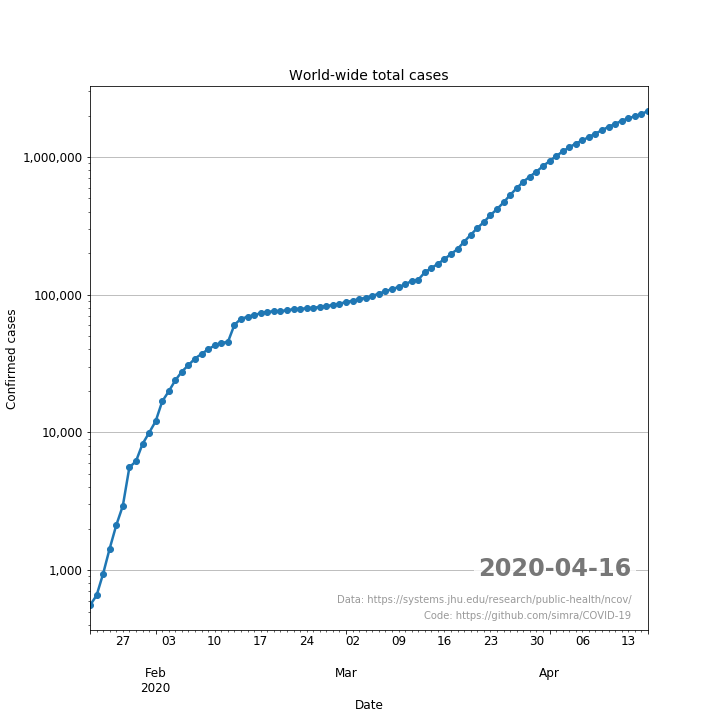 World-wide total cases
Confirmed cases
1,000,000
100,000
10,000
1,000
2020-04-16
Data: https://systems.jhu.edu/research/public-health/ncov/
Code: https://github.com/simra/COVID-19
27 03 10 17 24 02 09 16 23 30 06 13
Feb Mar Apr
2020
Date